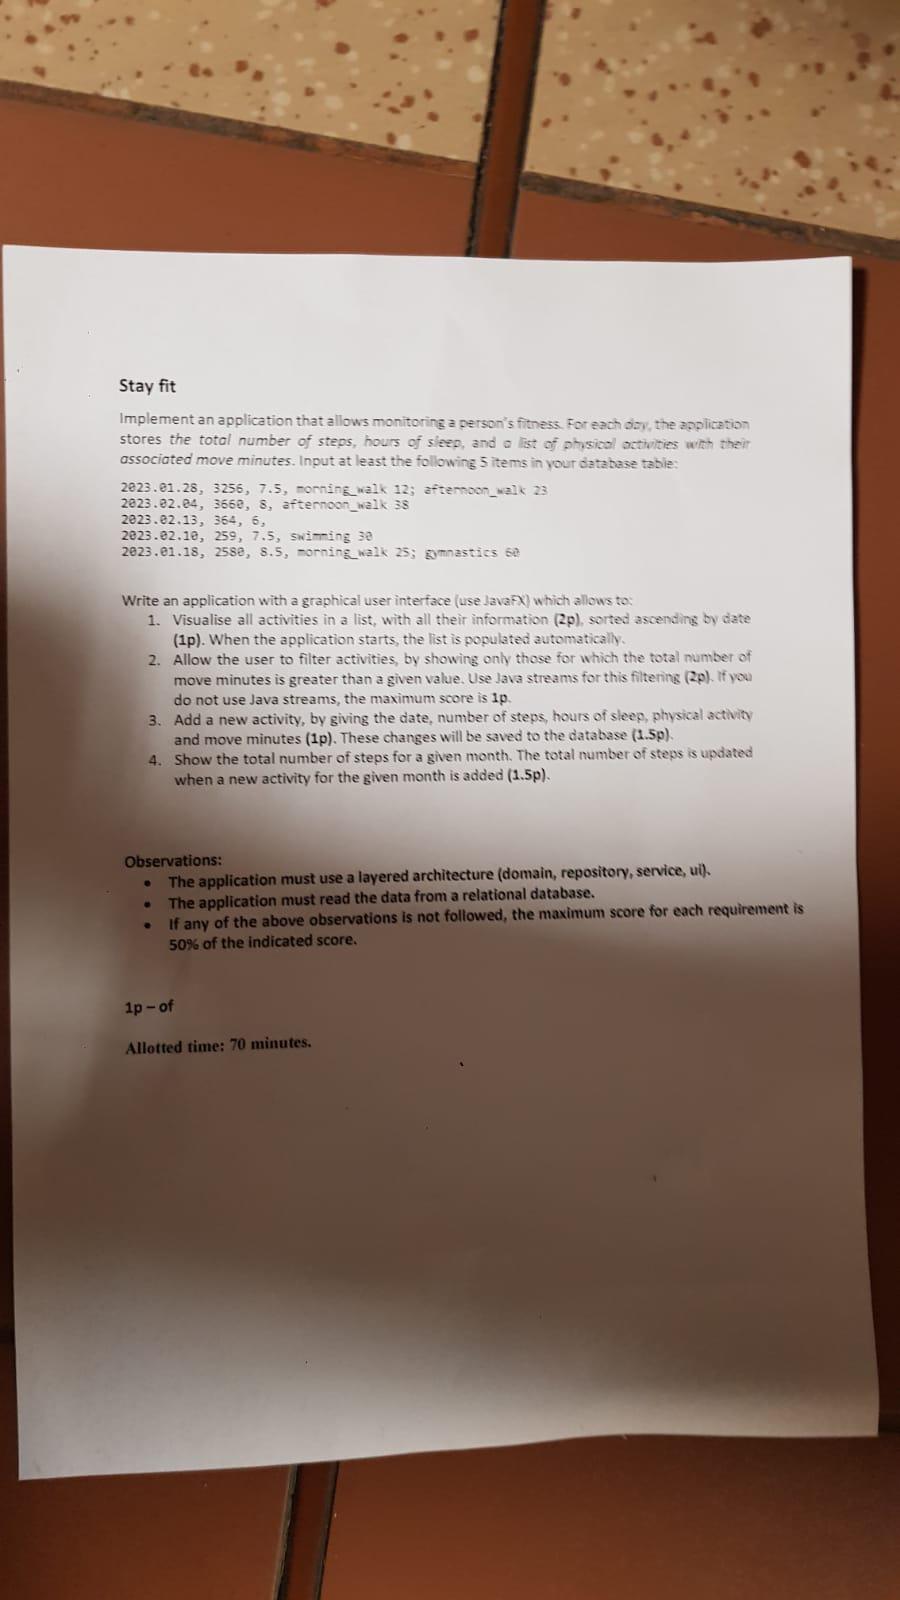 Stay fit
Implement an application that allows monitoring a person's fitness. For each day, the application
stores the total number of steps, hours of sleep, and a list of physical activities with their
associated move minutes. Input at least the following 5 items in your database table:
2023.01.28, 3256, 7.5, morning_walk 12; afternoon_walk 23
2023.02.04, 3660, 8, afternoon_walk 38
2023.02.13, 364, 6,
2023.02.10, 259, 7.5, swimming 30
2023.01.18, 2580, 8.5, morning_walk 25; gymnastics 60
Write an application with a graphical user interface (use JavaFX) which allows to:
1. Visualise all activities in a list, with all their information (2p), sorted ascending by date
(1p). When the application starts, the list is populated automatically.
2. Allow the user to filter activities, by showing only those for which the total number of
move minutes is greater than a given value. Use Java streams for this filtering (2p). If you
do not use Java streams, the maximum score is 1p.
3. Add a new activity, by giving the date, number of steps, hours of sleep, physical activity
and move minutes (1p). These changes will be saved to the database (1.5p).
4. Show the total number of steps for a given month. The total number of steps is updated
when a new activity for the given month is added (1.5p).
Observations:
• The application must use a layered architecture (domain, repository, service, ui).
• The application must read the data from a relational database.
• If any of the above observations is not followed, the maximum score for each requirement is
50% of the indicated score.
1p – of
Allotted time: 70 minutes.